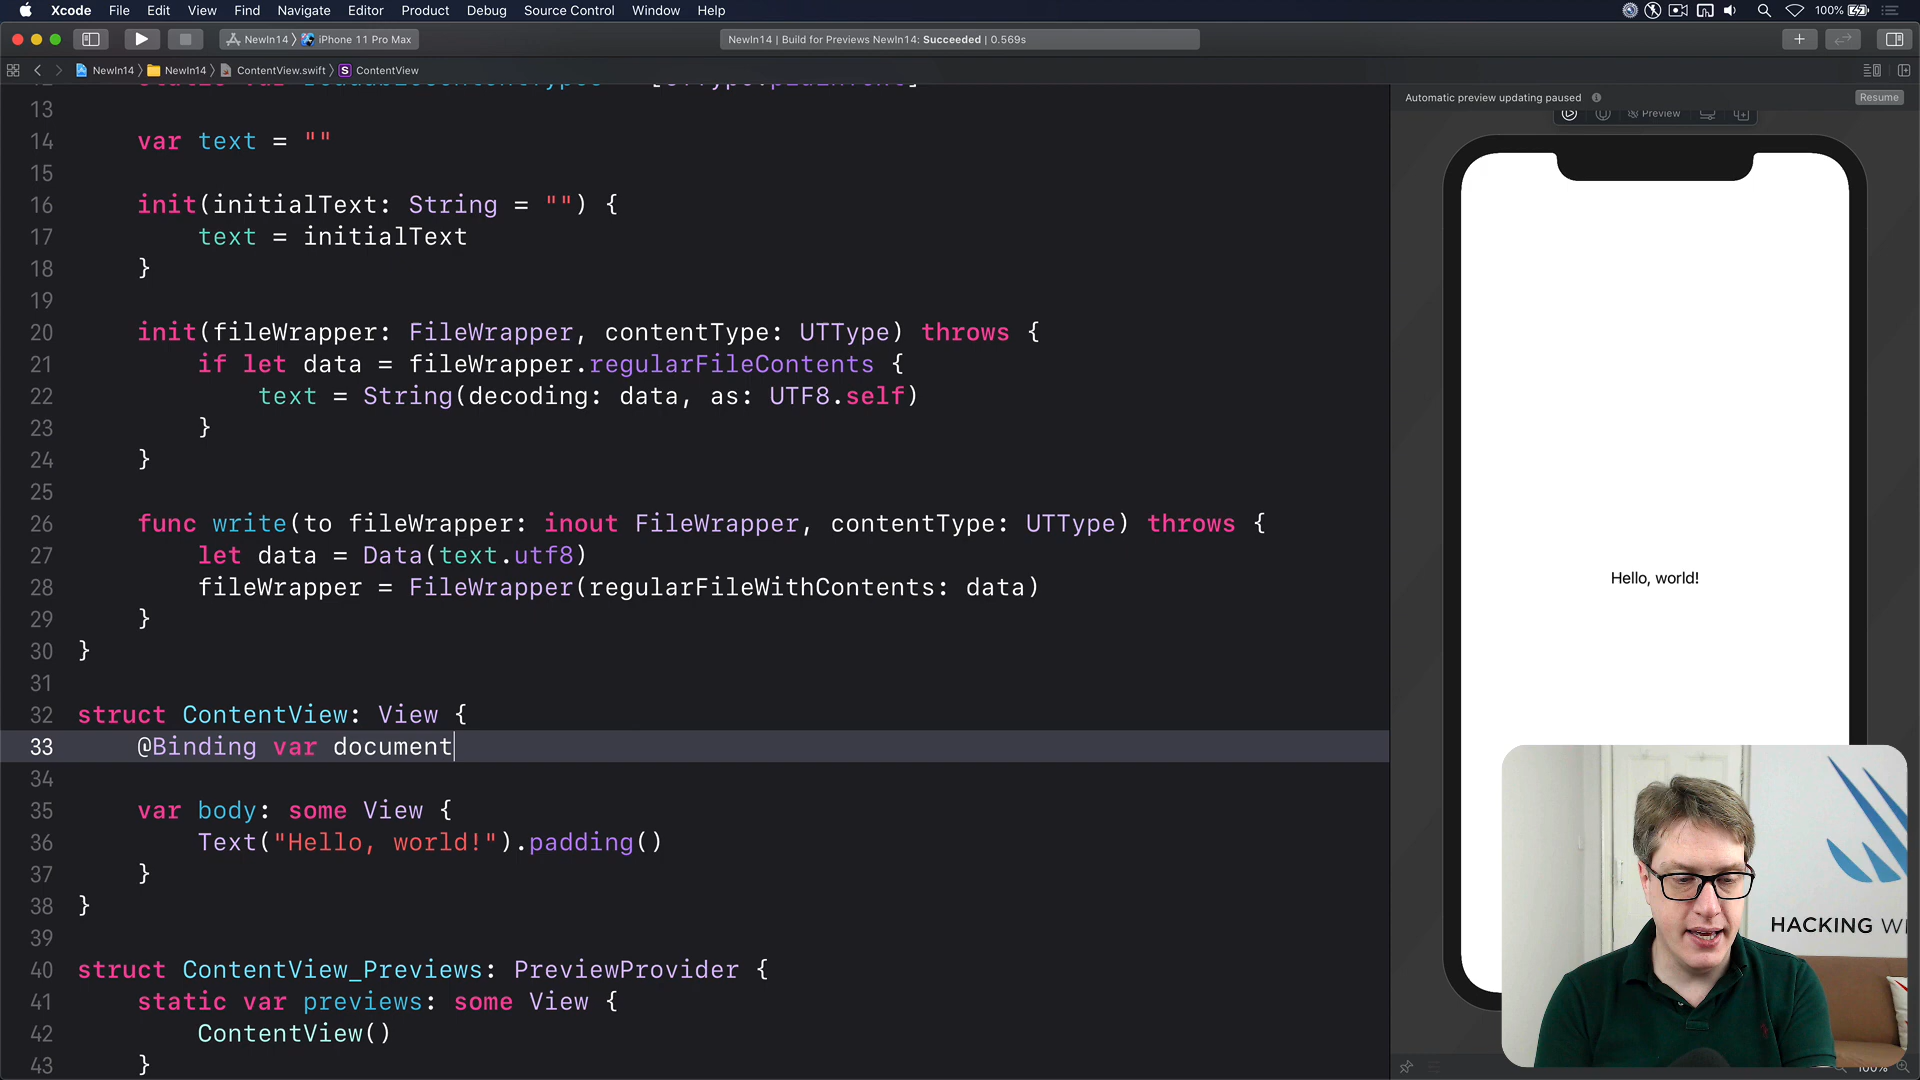 Xcode File Edit View Find Navigate Editor Product Debug Source Control Window Help 100%
NewIn14 iPhone 11 Pro Max NewIn14 | Build for Previews NewIn14: Succeeded | 0.569s
NewIn14 NewIn14 ContentView.swift S ContentView
Automatic preview updating paused Resume
Preview
13
14 var text = ""
15
16 init(initialText: String = "") {
17 text = initialText
18 }
19
20 init(fileWrapper: FileWrapper, contentType: UTType) throws {
21 if let data = fileWrapper.regularFileContents {
22 text = String(decoding: data, as: UTF8.self)
23 }
24 }
25
26 func write(to fileWrapper: inout FileWrapper, contentType: UTType) throws {
27 let data = Data(text.utf8)
28 fileWrapper = FileWrapper(regularFileWithContents: data)
29 }
30 }
31
32 struct ContentView: View {
33 @Binding var document
34
35 var body: some View {
36 Text("Hello, world!").padding()
37 }
38 }
39
40 struct ContentView_Previews: PreviewProvider {
41 static var previews: some View {
42 ContentView()
43 }
Hello, world!
HACKING
100%